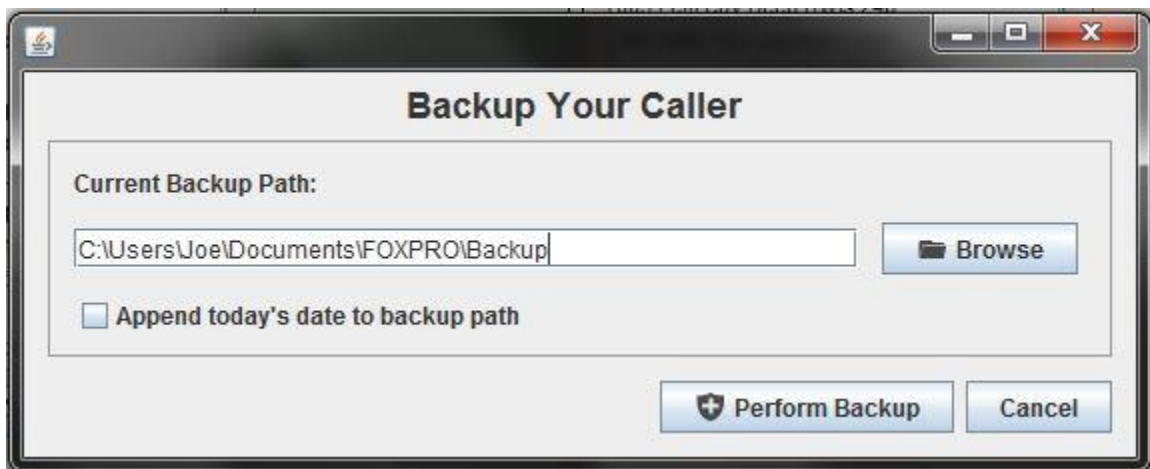 Backup Your Caller
Current Backup Path:
C:\Users\Joe\Documents\FOXPRO\Backup
Browse
Append today's date to backup path
Perform Backup
Cancel